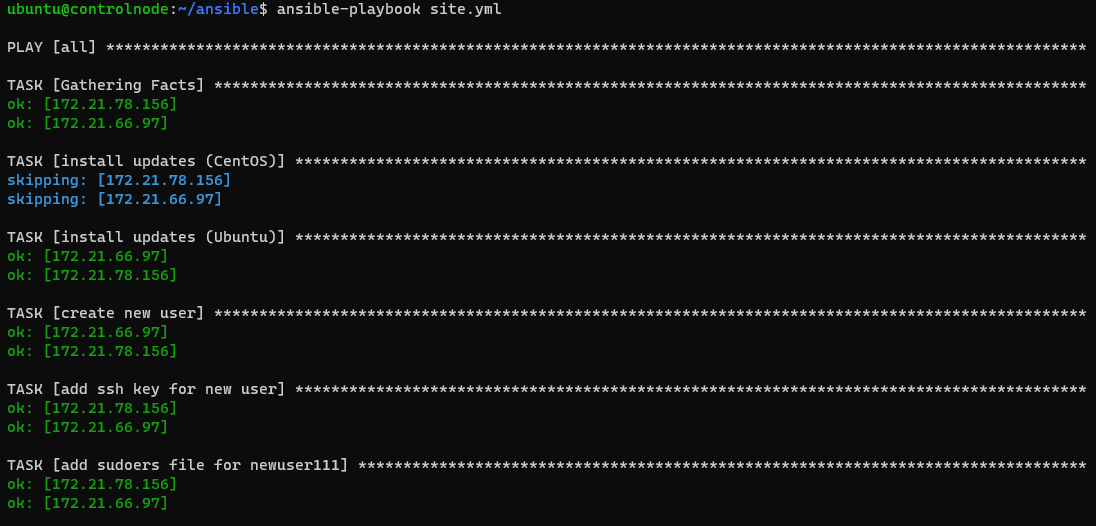 ubuntu@controlnode:~/ansible$ ansible-playbook site.yml
PLAY [all] *************************************************************************************************************
TASK [Gathering Facts] *************************************************************************************************
ok: [172.21.78.156]
ok: [172.21.66.97]
TASK [install updates (CentOS)] ****************************************************************************************
skipping: [172.21.78.156]
skipping: [172.21.66.97]
TASK [install updates (Ubuntu)] ****************************************************************************************
ok: [172.21.66.97]
ok: [172.21.78.156]
TASK [create new user] *************************************************************************************************
ok: [172.21.66.97]
ok: [172.21.78.156]
TASK [add ssh key for new user] ****************************************************************************************
ok: [172.21.78.156]
ok: [172.21.66.97]
TASK [add sudoers file for newuser111] *********************************************************************************
ok: [172.21.78.156]
ok: [172.21.66.97]